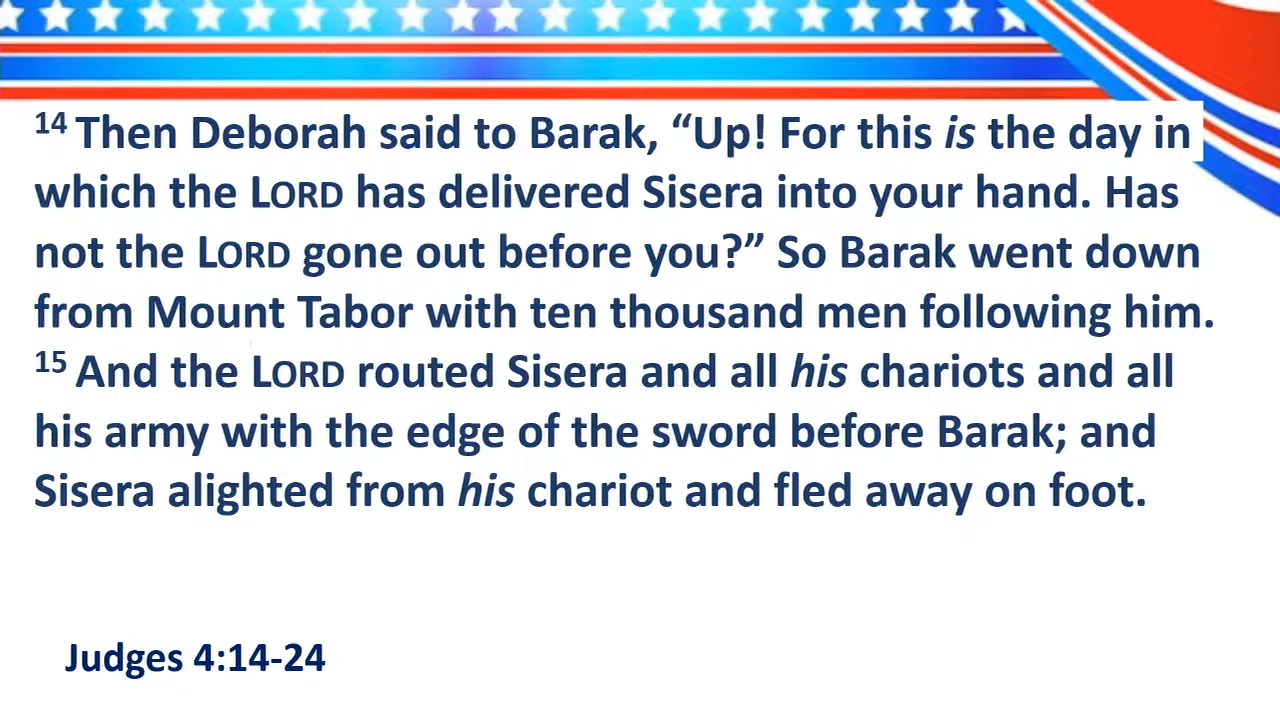 14 Then Deborah said to Barak, “Up! For this is the day in
which the LORD has delivered Sisera into your hand. Has
not the LORD gone out before you?” So Barak went down
from Mount Tabor with ten thousand men following him.
15 And the LORD routed Sisera and all his chariots and all
his army with the edge of the sword before Barak; and
Sisera alighted from his chariot and fled away on foot.
Judges 4:14-24